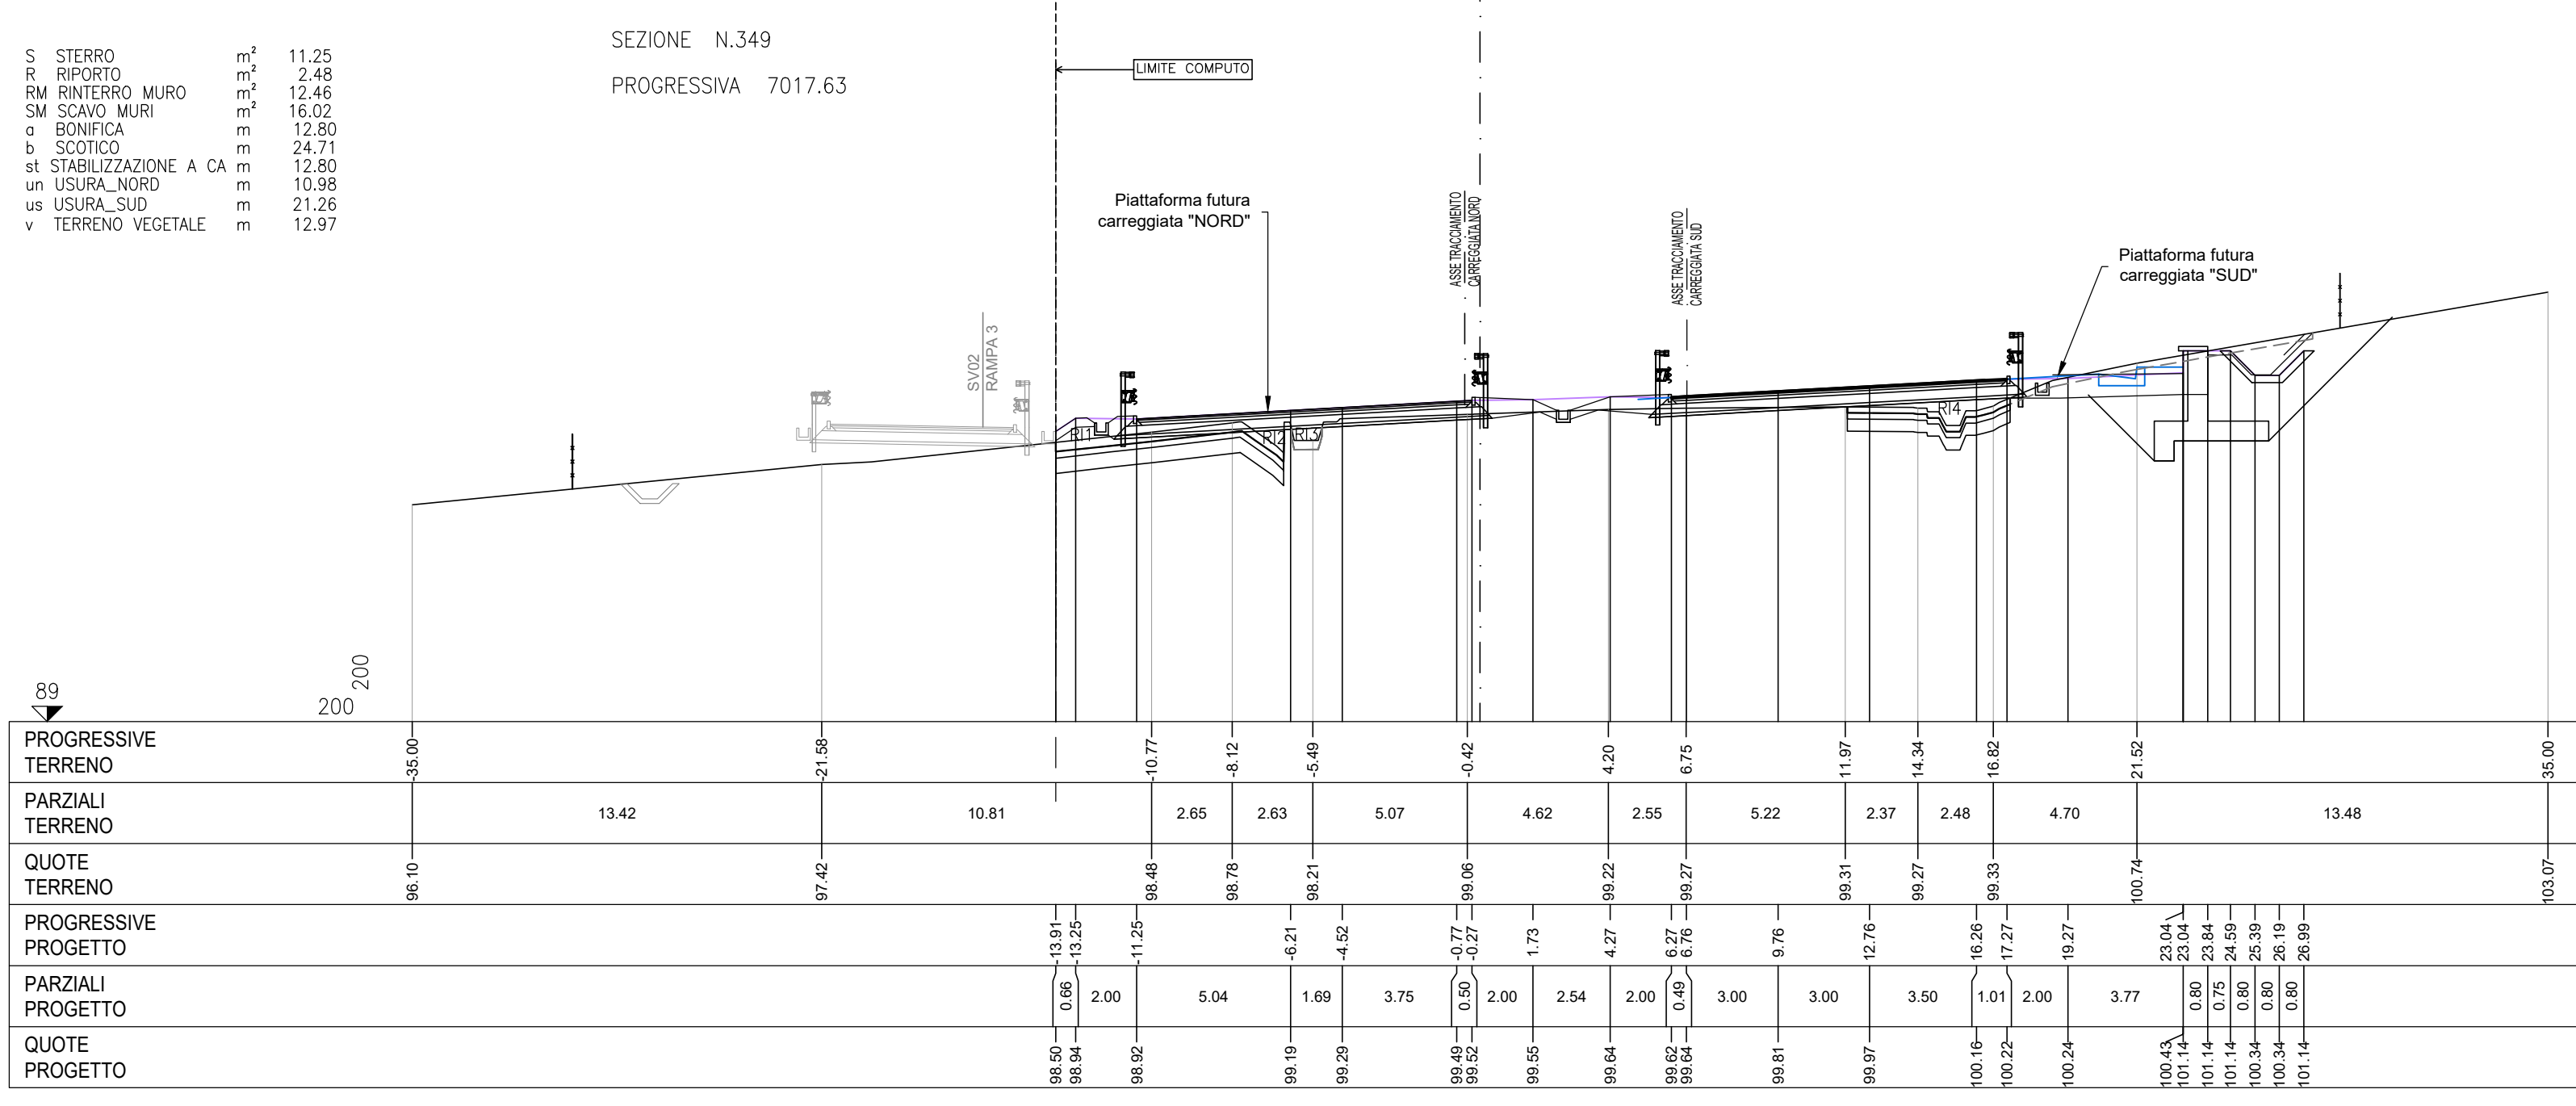 S STERRO m² 11.25
R RIPORTO m² 2.48
RM RINTERRO MURO m² 12.46
SM SCAVO MURI m² 16.02
a BONIFICA m 12.80
b SCOTICO m 24.71
st STABILIZZAZIONE A CA m 12.80
un USURA_NORD m 10.98
us USURA_SUD m 21.26
v TERRENO VEGETALE m 12.97
SEZIONE N.349
PROGRESSIVA 7017.63
LIMITE COMPUTO
Piattaforma futura
carreggiata "NORD"
ASSE TRACCIAMENTO
CARREGGIATA NORD
ASSE TRACCIAMENTO
CARREGGIATA SUD
Piattaforma futura
carreggiata "SUD"
SV02
RAMPA 3
RI1
RI2
RI3
RI4
89
200
200
PROGRESSIVE
TERRENO
-35.00 -21.58 -10.77 -8.12 -5.49 -0.42 4.20 6.75 11.97 14.34 16.82 21.52 35.00
PARZIALI
TERRENO
13.42 10.81 2.65 2.63 5.07 4.62 2.55 5.22 2.37 2.48 4.70 13.48
QUOTE
TERRENO
96.10 97.42 98.48 98.78 98.21 99.06 99.22 99.27 99.31 99.27 99.33 100.74 103.07
PROGRESSIVE
PROGETTO
-13.91 -13.25 -11.25 -6.21 -4.52 -0.77 -0.27 1.73 4.27 6.27 6.76 9.76 12.76 16.26 17.27 19.27 23.04 23.04 23.84 24.59 25.39 26.19 26.99
PARZIALI
PROGETTO
0.66 2.00 5.04 1.69 3.75 0.50 2.00 2.54 2.00 0.49 3.00 3.00 3.50 1.01 2.00 3.77 0.80 0.75 0.80 0.80 0.80
QUOTE
PROGETTO
98.50 98.94 98.92 99.19 99.29 99.49 99.52 99.55 99.64 99.62 99.64 99.81 99.97 100.16 100.22 100.24 100.43 101.14 101.14 101.14 100.34 100.34 101.14